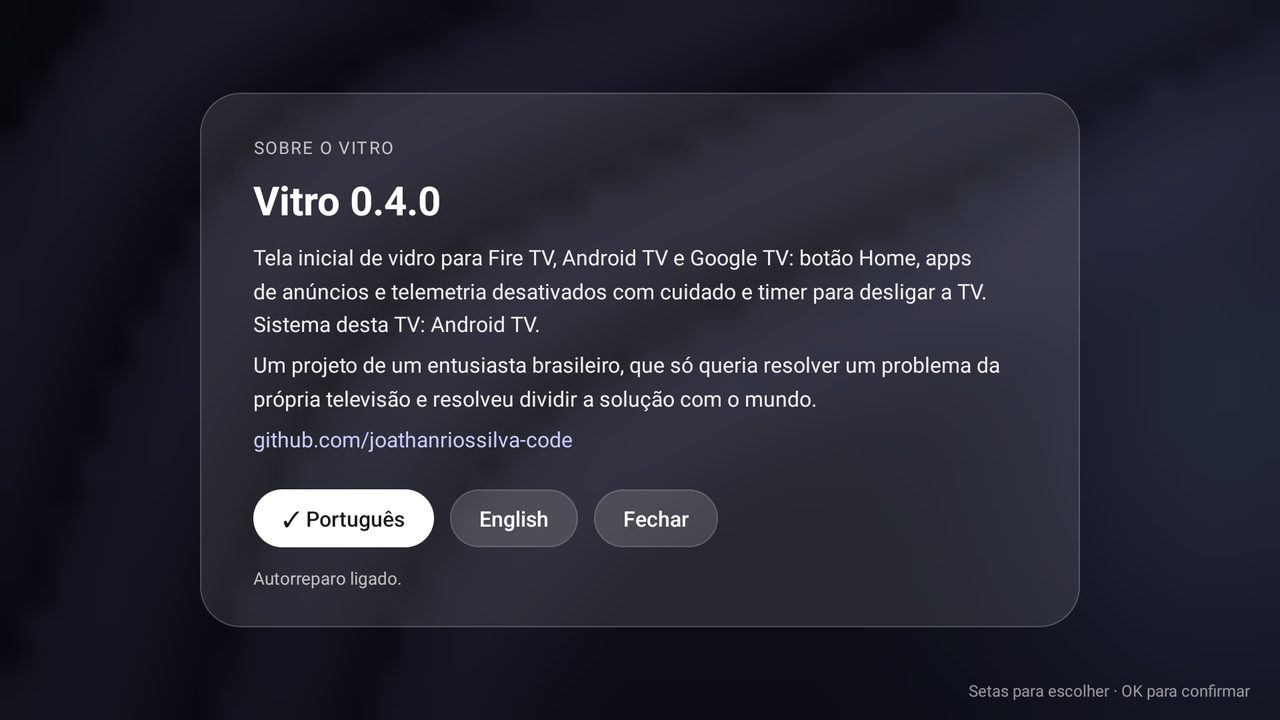 SOBRE O VITRO
Vitro 0.4.0
Tela inicial de vidro para Fire TV, Android TV e Google TV: botão Home, apps
de anúncios e telemetria desativados com cuidado e timer para desligar a TV.
Sistema desta TV: Android TV.
Um projeto de um entusiasta brasileiro, que só queria resolver um problema da
própria televisão e resolveu dividir a solução com o mundo.
github.com/joathanriossilva-code
✓ Português English Fechar
Autorreparo ligado.
Setas para escolher · OK para confirmar